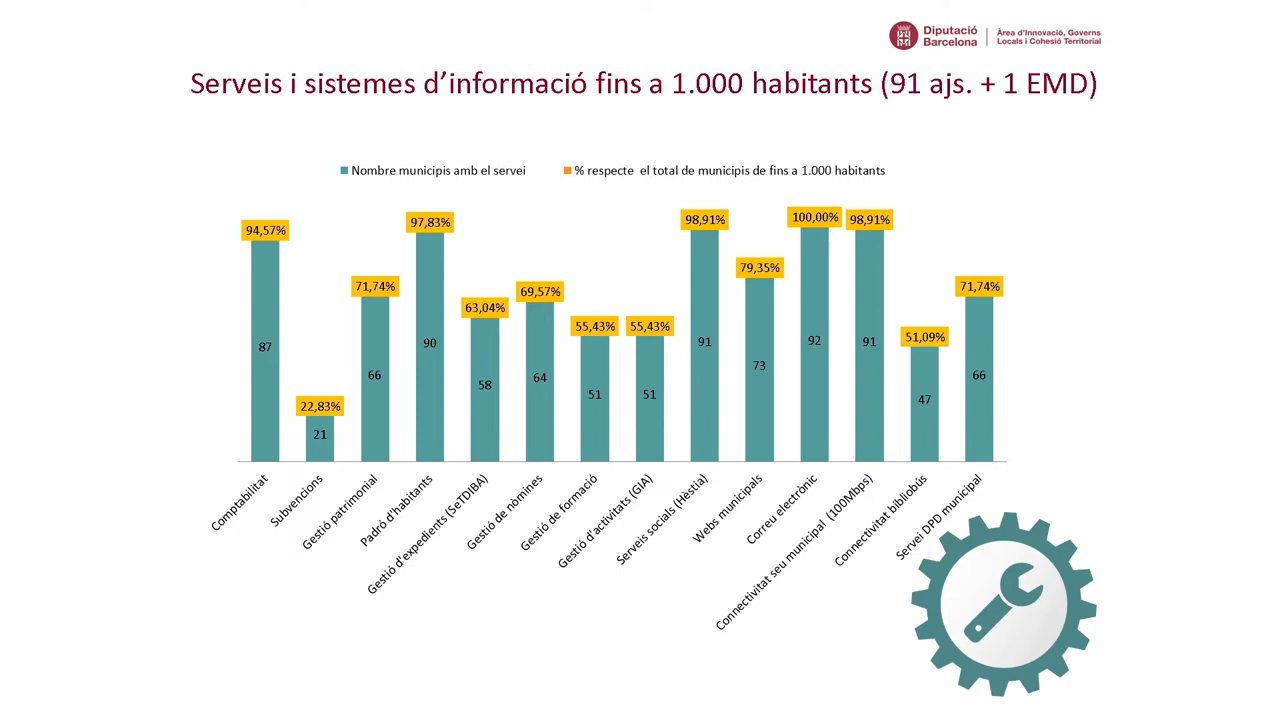 Diputació
Barcelona
Àrea d'Innovació, Governs
Locals i Cohesió Territorial
Serveis i sistemes d'informació fins a 1.000 habitants (91 ajs. + 1 EMD)
Nombre municipis amb el servei
% respecte el total de municipis de fins a 1.000 habitants
94,57%
22,83%
71,74%
97,83%
63,04%
69,57%
55,43%
55,43%
98,91%
79,35%
100,00%
98,91%
51,09%
71,74%
87
21
66
90
58
64
51
51
91
73
92
91
47
66
Comptabilitat
Subvencions
Gestió patrimonial
Padró d'habitants
Gestió d'expedients (SeTDIBA)
Gestió de nòmines
Gestió de formació
Gestió d'activitats (GIA)
Serveis socials (Hèstia)
Webs municipals
Correu electrònic
Connectivitat seu municipal (100Mbps)
Connectivitat bibliobús
Servei DPD municipal